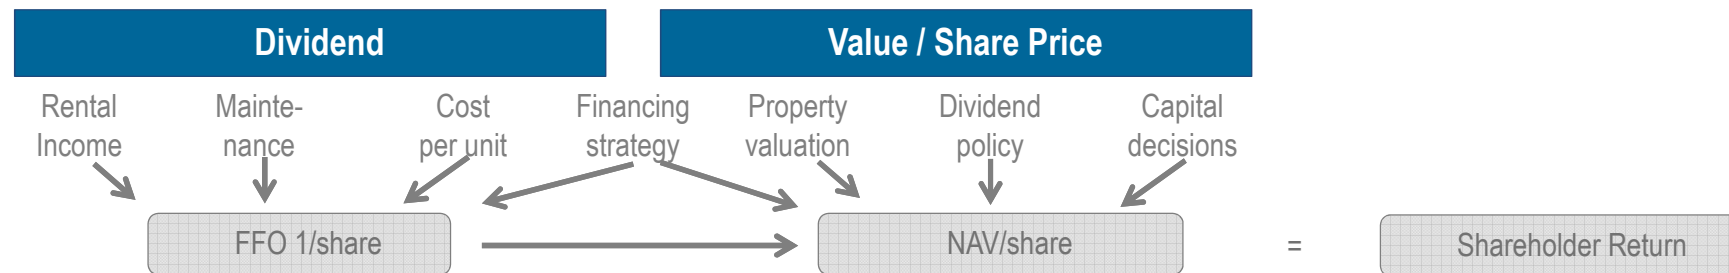 Dividend
Value / Share Price
Rental
Income
Mainte-
nance
Cost
per unit
Financing
strategy
Property
valuation
Dividend
policy
Capital
decisions
FFO 1/share
NAV/share
=
Shareholder Return